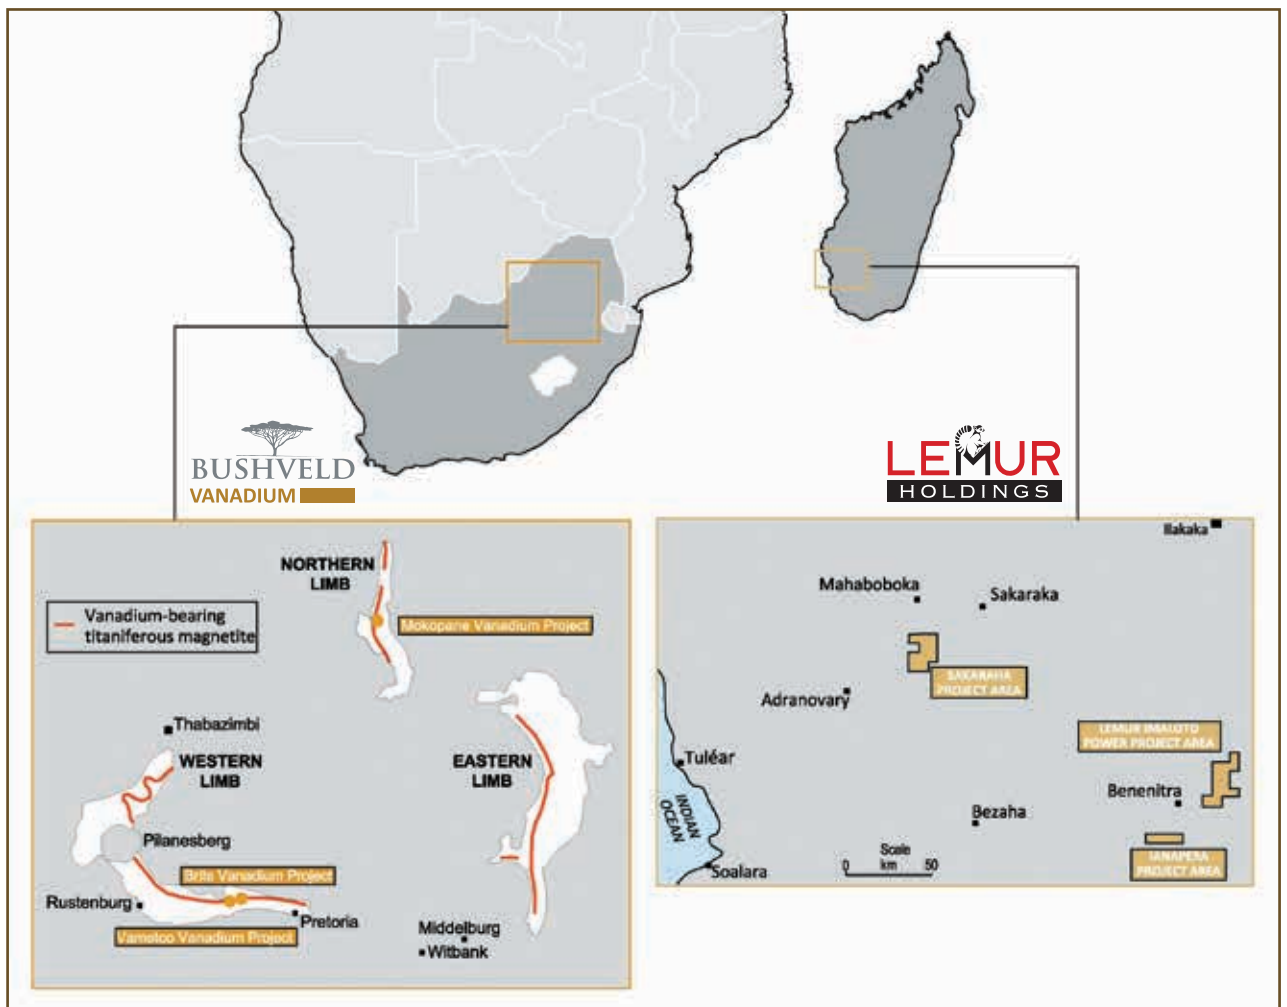 BUSHVELD
VANADIUM
LEMUR
HOLDINGS
NORTHERN
LIMB
Vanadium-bearing
titaniferous magnetite
Mokopane Vanadium Project
Thabazimbi
WESTERN
LIMB
EASTERN
LIMB
Pilanesberg
Brits Vanadium Project
Rustenburg
Pretoria
Vametco Vanadium Project
Middelburg
Witbank
Ilakaka
Mahaboboka
Sakaraka
SAKARAHA
PROJECT AREA
Adranovary
LEMUR IMALOTO
POWER PROJECT AREA
Tuléar
Benenitra
INDIAN
OCEAN
Bezaha
Scale
0 km 50
IANAPERA
PROJECT AREA
Soalara